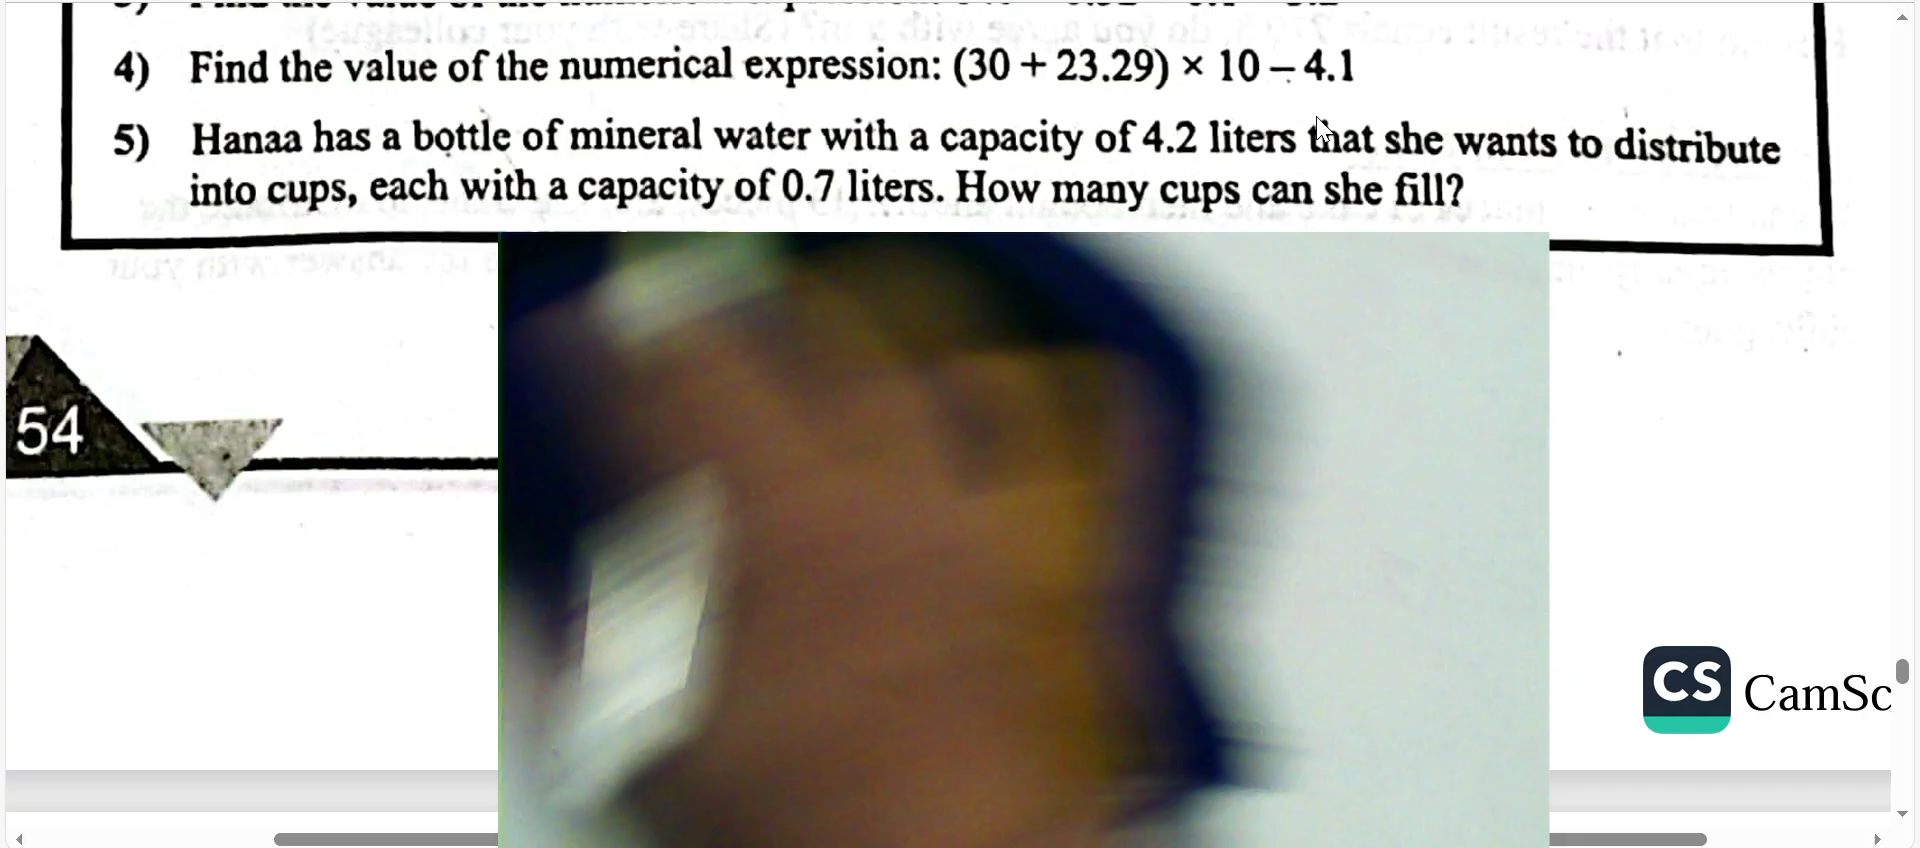 4) Find the value of the numerical expression: (30 + 23.29) × 10 – 4.1
5) Hanaa has a bottle of mineral water with a capacity of 4.2 liters that she wants to distribute
into cups, each with a capacity of 0.7 liters. How many cups can she fill?
54
CS CamSc